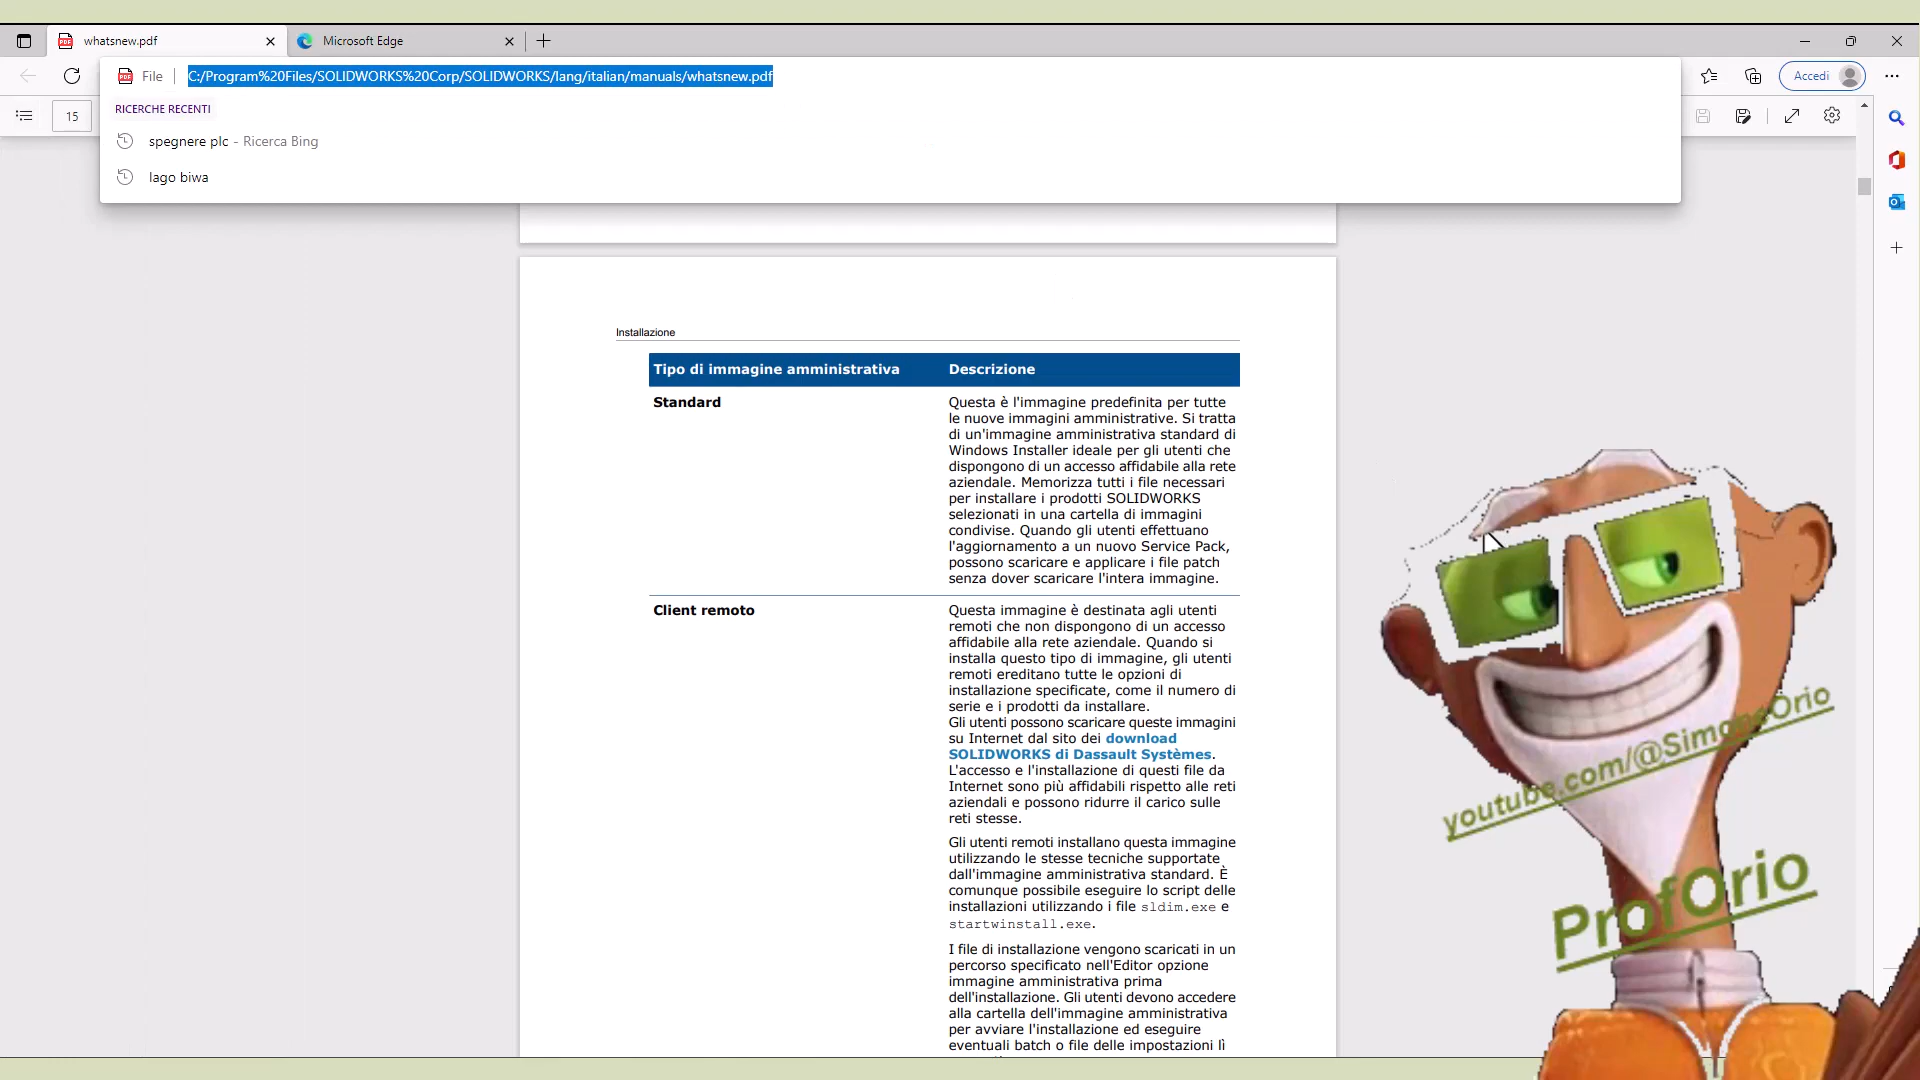 whatsnew.pdf
Microsoft Edge
File
C:/Program%20Files/SOLIDWORKS%20Corp/SOLIDWORKS/lang/italian/manuals/whatsnew.pdf
Accedi
RICERCHE RECENTI
15
spegnere plc - Ricerca Bing
lago biwa
Installazione
Tipo di immagine amministrativa
Descrizione
Standard
Questa è l'immagine predefinita per tutte
le nuove immagini amministrative. Si tratta
di un'immagine amministrativa standard di
Windows Installer ideale per gli utenti che
dispongono di un accesso affidabile alla rete
aziendale. Memorizza tutti i file necessari
per installare i prodotti SOLIDWORKS
selezionati in una cartella di immagini
condivise. Quando gli utenti effettuano
l'aggiornamento a un nuovo Service Pack,
possono scaricare e applicare i file patch
senza dover scaricare l'intera immagine.
Client remoto
Questa immagine è destinata agli utenti
remoti che non dispongono di un accesso
affidabile alla rete aziendale. Quando si
installa questo tipo di immagine, gli utenti
remoti ereditano tutte le opzioni di
installazione specificate, come il numero di
serie e i prodotti da installare.
Gli utenti possono scaricare queste immagini
su Internet dal sito dei download
SOLIDWORKS di Dassault Systèmes.
L'accesso e l'installazione di questi file da
Internet sono più affidabili rispetto alle reti
aziendali e possono ridurre il carico sulle
reti stesse.
Gli utenti remoti installano questa immagine
utilizzando le stesse tecniche supportate
dall'immagine amministrativa standard. È
comunque possibile eseguire lo script delle
installazioni utilizzando i file sldim.exe e
startwinstall.exe.
I file di installazione vengono scaricati in un
percorso specificato nell'Editor opzione
immagine amministrativa prima
dell'installazione. Gli utenti devono accedere
alla cartella dell'immagine amministrativa
per avviare l'installazione ed eseguire
eventuali batch o file delle impostazioni lì
youtube.com/@SimoneOrio
ProfOrio